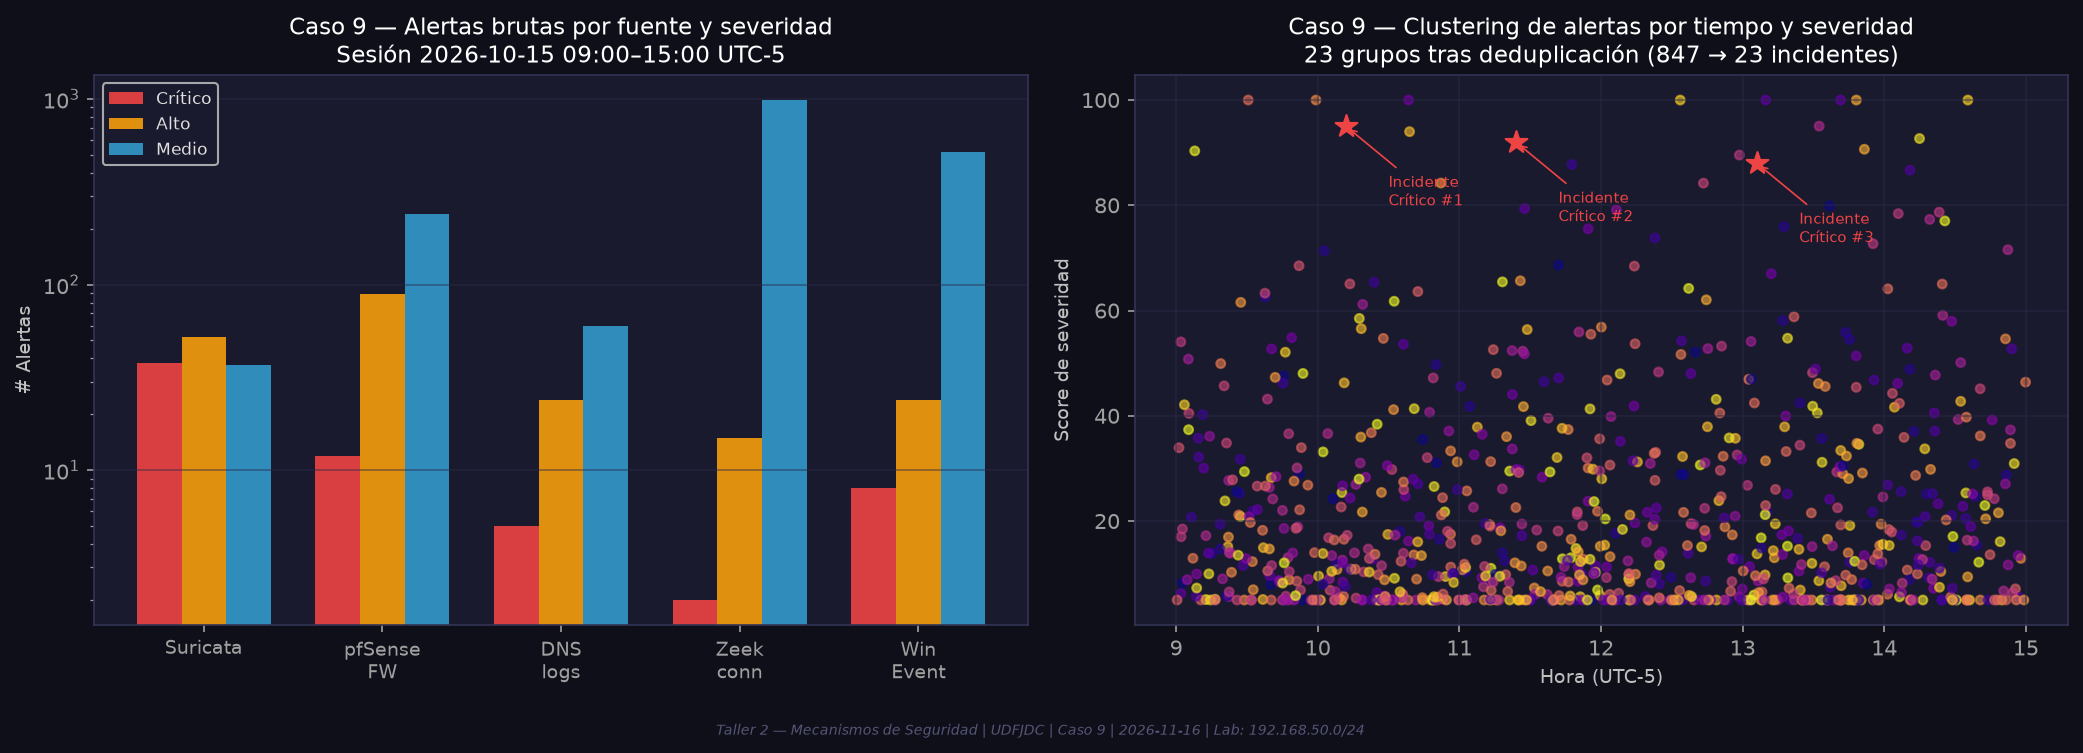 Caso 9 — Alertas brutas por fuente y severidad
Sesión 2026-10-15 09:00–15:00 UTC-5
Crítico
Alto
Medio
# Alertas
10³
10²
10¹
Suricata
pfSense
FW
DNS
logs
Zeek
conn
Win
Event
Caso 9 — Clustering de alertas por tiempo y severidad
23 grupos tras deduplicación (847 → 23 incidentes)
Score de severidad
100
80
60
40
20
Incidente
Crítico #1
Incidente
Crítico #2
Incidente
Crítico #3
9
10
11
12
13
14
15
Hora (UTC-5)
Taller 2 — Mecanismos de Seguridad | UDFJDC | Caso 9 | 2026-11-16 | Lab: 192.168.50.0/24